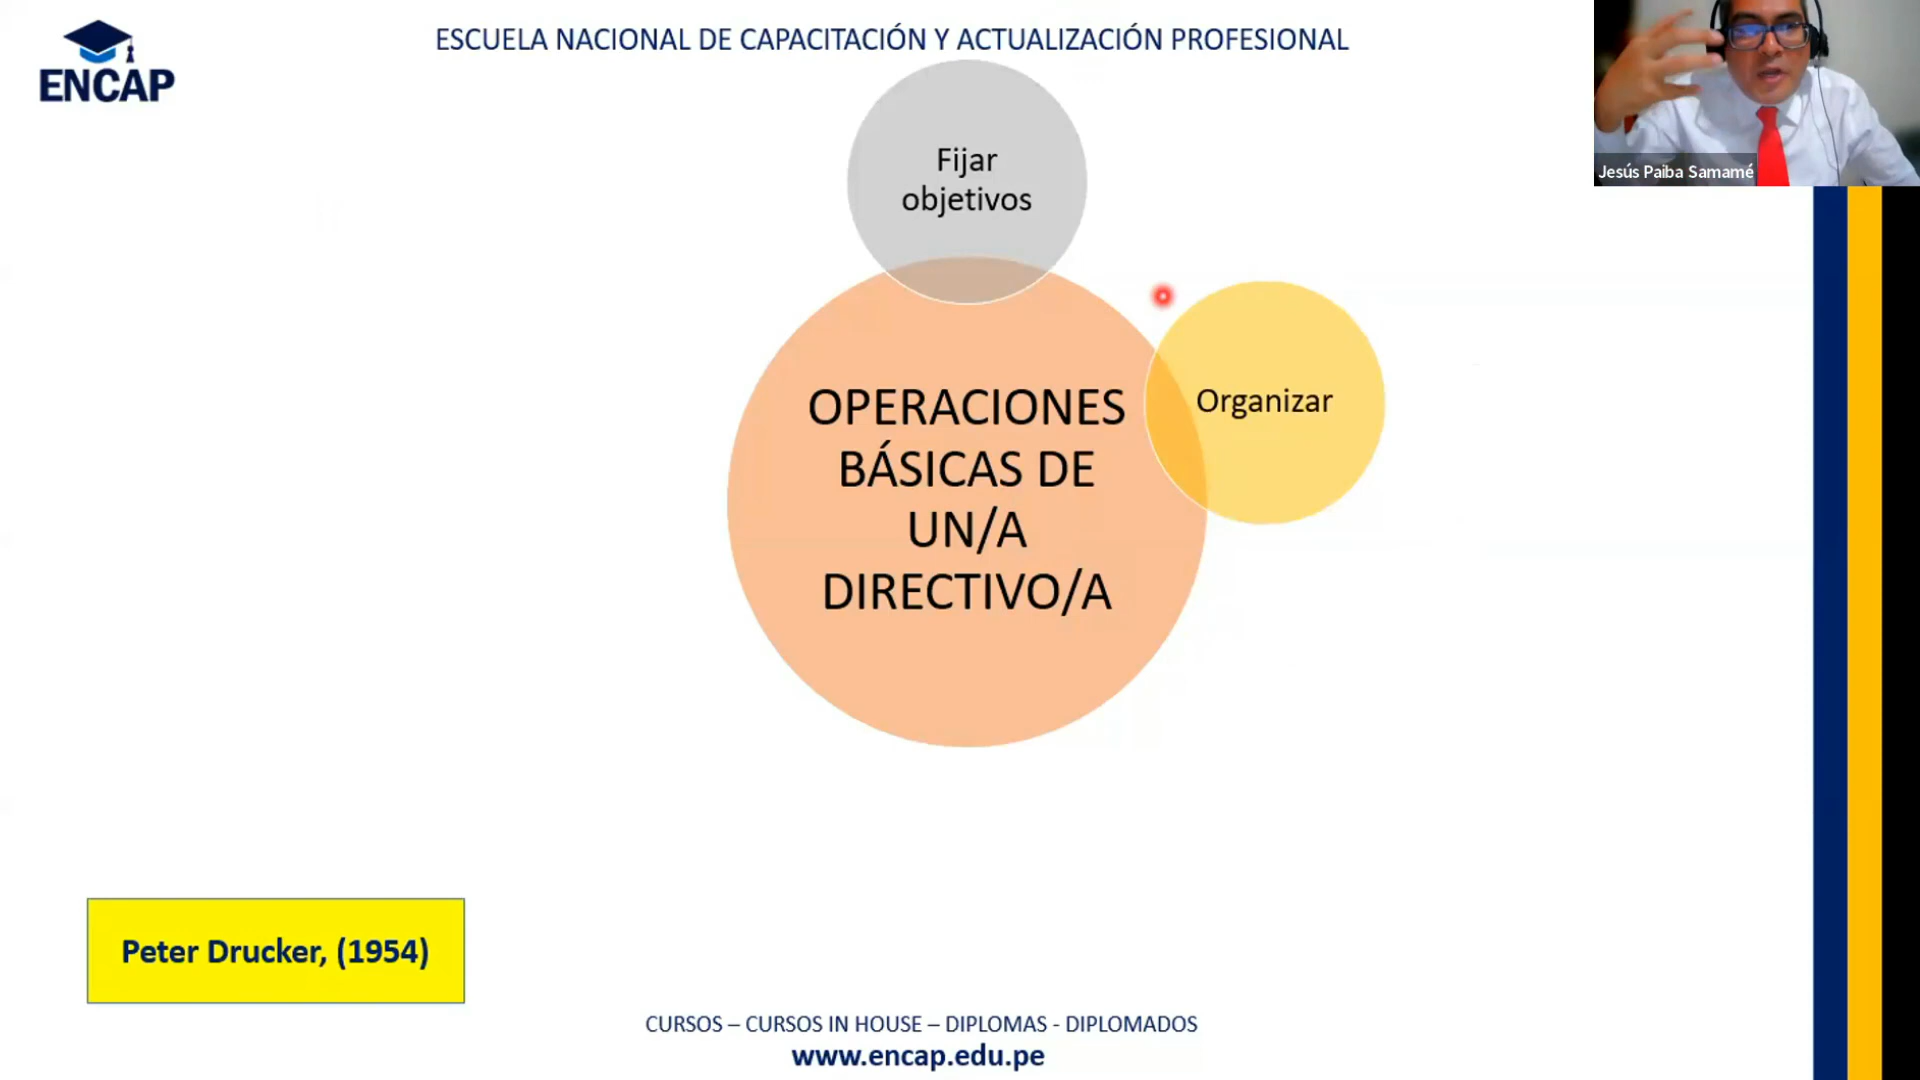 ENCAP
ESCUELA NACIONAL DE CAPACITACIÓN Y ACTUALIZACIÓN PROFESIONAL
Jesús Paiba Samamé
Fijar
objetivos
Organizar
OPERACIONES
BÁSICAS DE
UN/A
DIRECTIVO/A
Peter Drucker, (1954)
CURSOS – CURSOS IN HOUSE – DIPLOMAS - DIPLOMADOS
www.encap.edu.pe